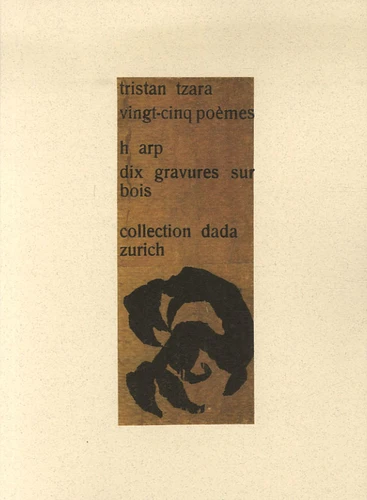 tristan tzara
vingt-cinq poèmes
h arp
dix gravures sur
bois
collection dada
zurich